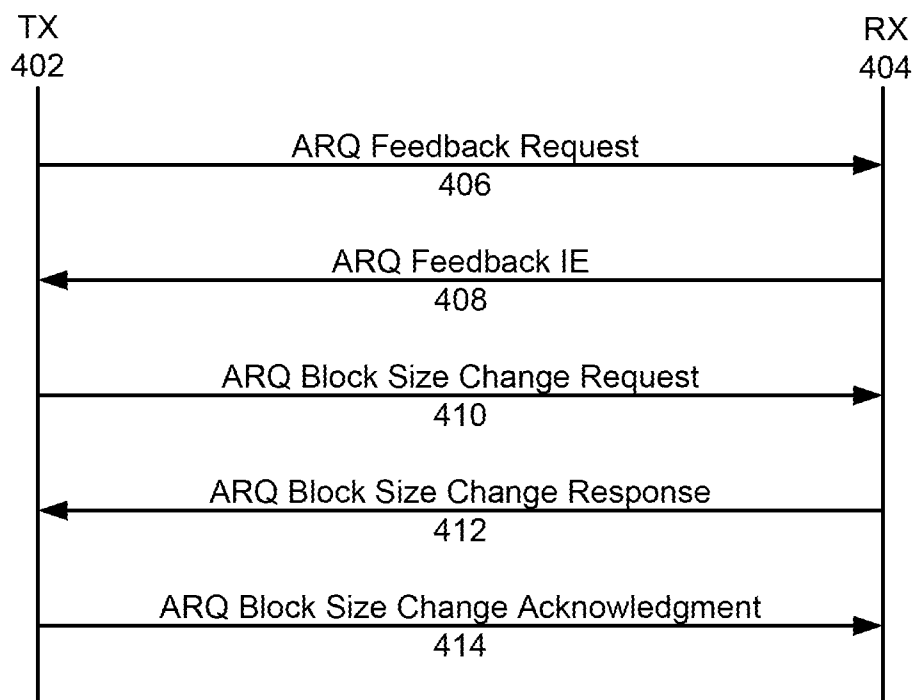 TX
402
RX
404
ARQ Feedback Request
406
ARQ Feedback IE
408
ARQ Block Size Change Request
410
ARQ Block Size Change Response
412
ARQ Block Size Change Acknowledgment
414